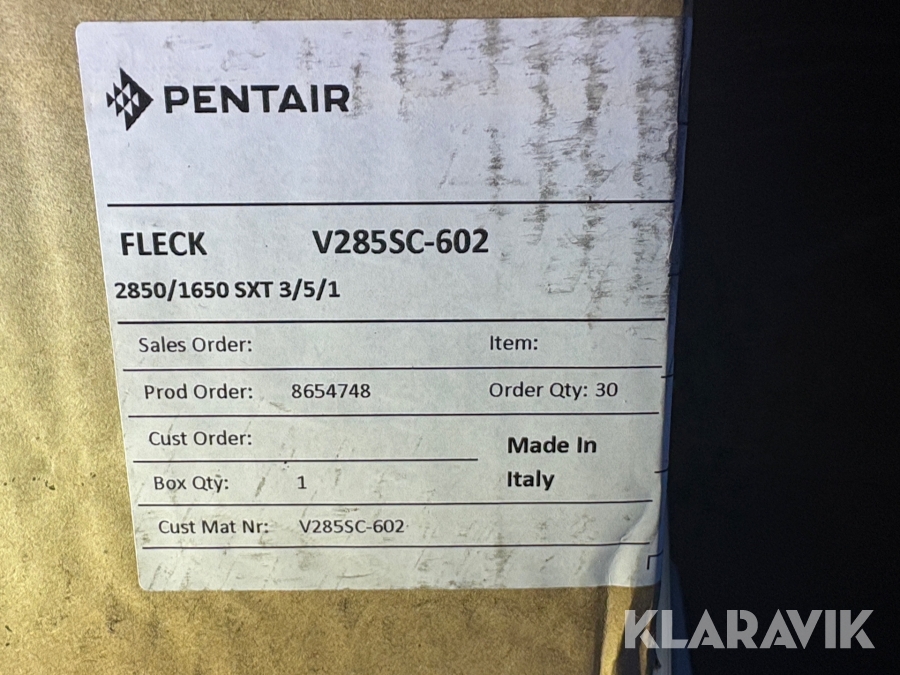 PENTAIR
FLECK V285SC-602
2850/1650 SXT 3/5/1
Sales Order: Item:
Prod Order: 8654748 Order Qty: 30
Cust Order: Made In
Italy
Box Qty: 1
Cust Mat Nr: V285SC-602
KLARAVIK